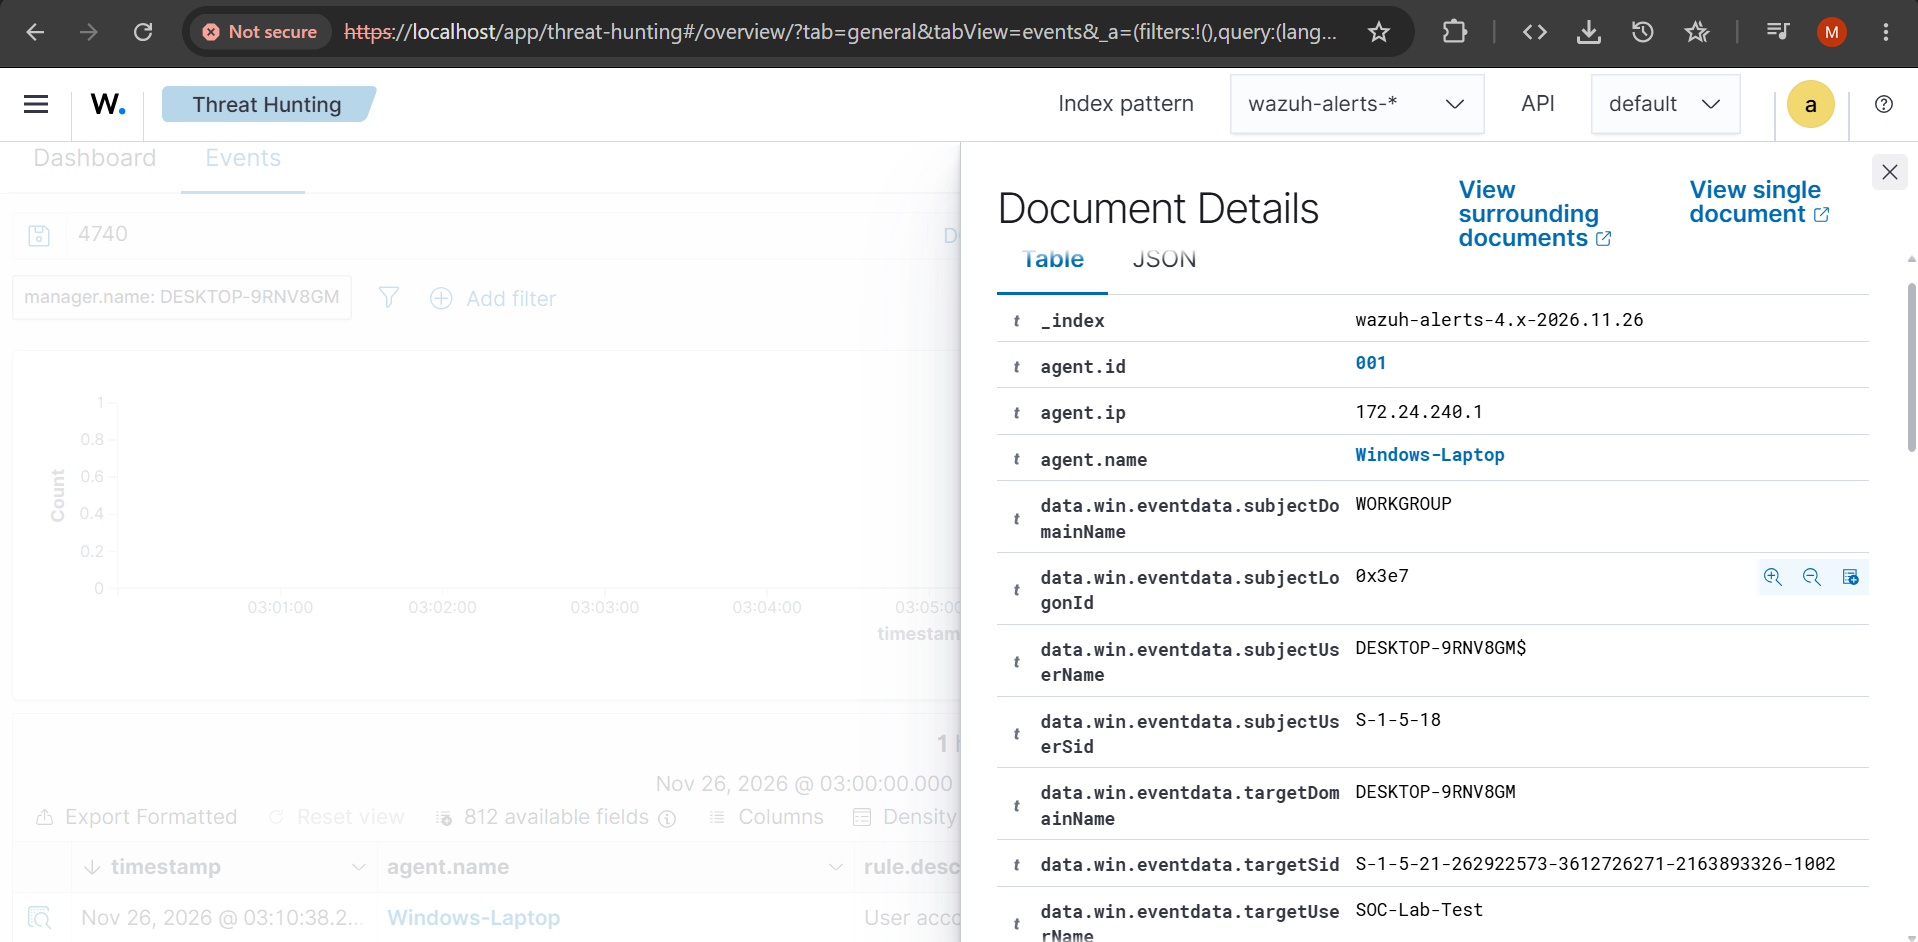 Not secure
https://localhost/app/threat-hunting#/overview/?tab=general&tabView=events&_a=(filters:!(),query:(lang...
M
W.
Threat Hunting
Index pattern
wazuh-alerts-*
API
default
a
Dashboard
Events
4740
manager.name: DESKTOP-9RNV8GM
Add filter
1
0.8
0.6
0.4
0.2
0
Count
03:01:00
03:02:00
03:03:00
03:04:00
03:05:00
timestam
1
Nov 26, 2026 @ 03:00:00.000
Export Formatted
Reset view
812 available fields
Columns
Density
timestamp
agent.name
rule.desc
Nov 26, 2026 @ 03:10:38.2...
Windows-Laptop
User acco
Document Details
View
surrounding
documents
View single
document
Table
JSON
t _index wazuh-alerts-4.x-2026.11.26
t agent.id 001
t agent.ip 172.24.240.1
t agent.name Windows-Laptop
t data.win.eventdata.subjectDo WORKGROUP
mainName
t data.win.eventdata.subjectLo 0x3e7
gonId
t data.win.eventdata.subjectUs DESKTOP-9RNV8GM$
erName
t data.win.eventdata.subjectUs S-1-5-18
erSid
t data.win.eventdata.targetDom DESKTOP-9RNV8GM
ainName
t data.win.eventdata.targetSid S-1-5-21-262922573-3612726271-2163893326-1002
t data.win.eventdata.targetUse SOC-Lab-Test
rName